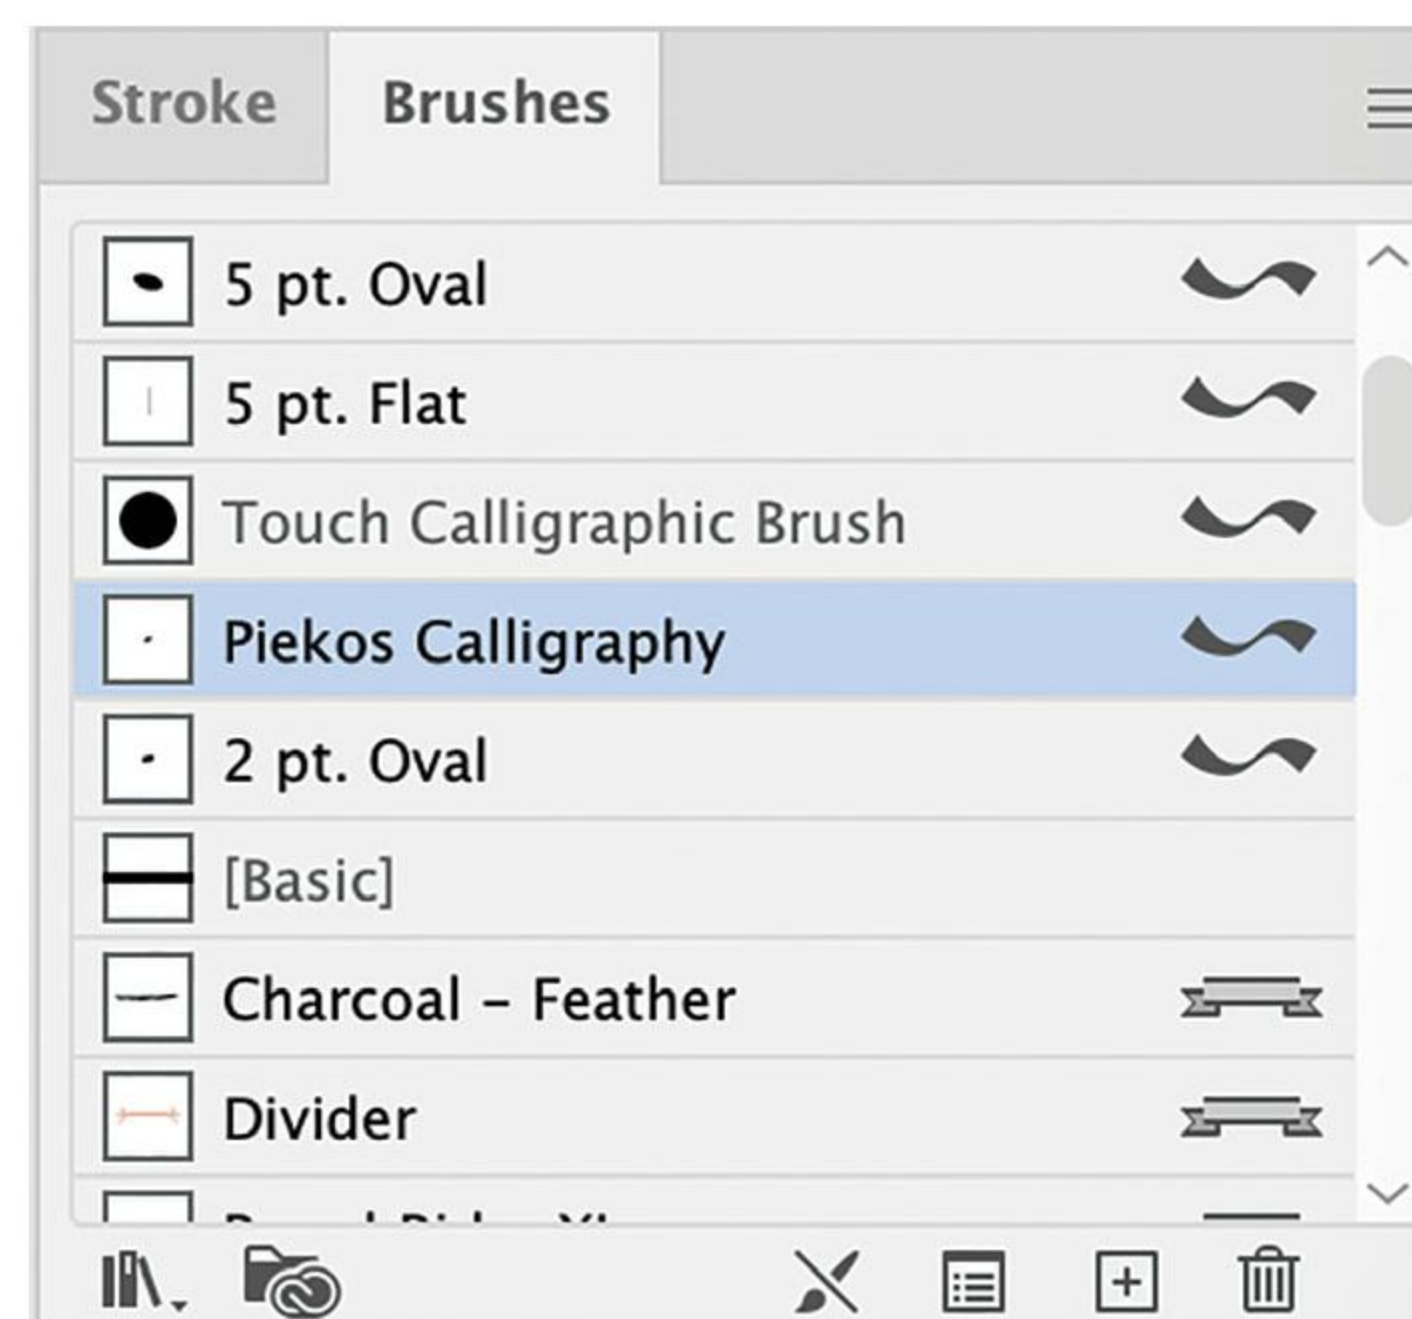 Stroke
Brushes
5 pt. Oval
5 pt. Flat
Touch Calligraphic Brush
Piekos Calligraphy
2 pt. Oval
[Basic]
Charcoal – Feather
Divider